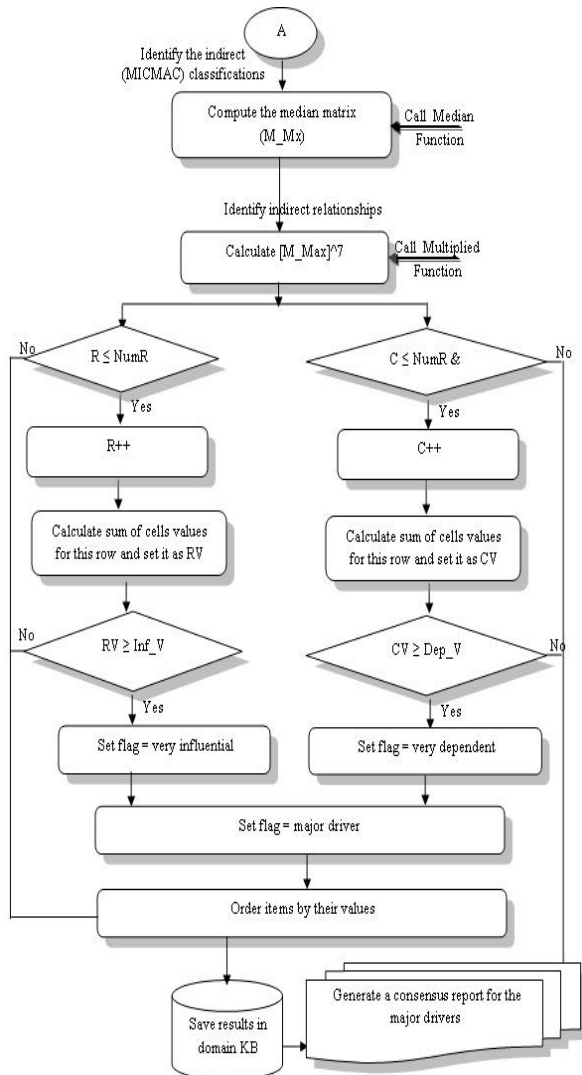 A
Identify the indirect
(MICMAC) classifications
Compute the median matrix
(M_Mx)
Call Median
Function
Identify indirect relationships
Calculate [M_Max]^7
Call Multiplied
Function
No
R ≤ NumR
C ≤ NumR &
No
Yes
Yes
R++
C++
Calculate sum of cells values
for this row and set it as RV
Calculate sum of cells values
for this row and set it as CV
No
RV ≥ Inf_V
CV ≥ Dep_V
No
Yes
Yes
Set flag = very influential
Set flag = very dependent
Set flag = major driver
Order items by their values
Save results in
domain KB
Generate a consensus report for the
major drivers